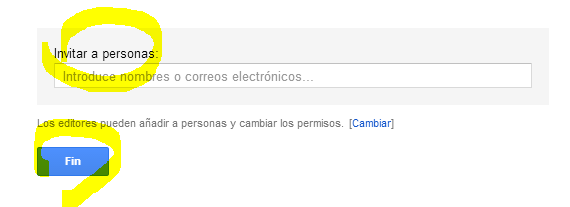 Invitar a personas:
Introduce nombres o correos electrónicos...
Los editores pueden añadir a personas y cambiar los permisos. [Cambiar]
Fin